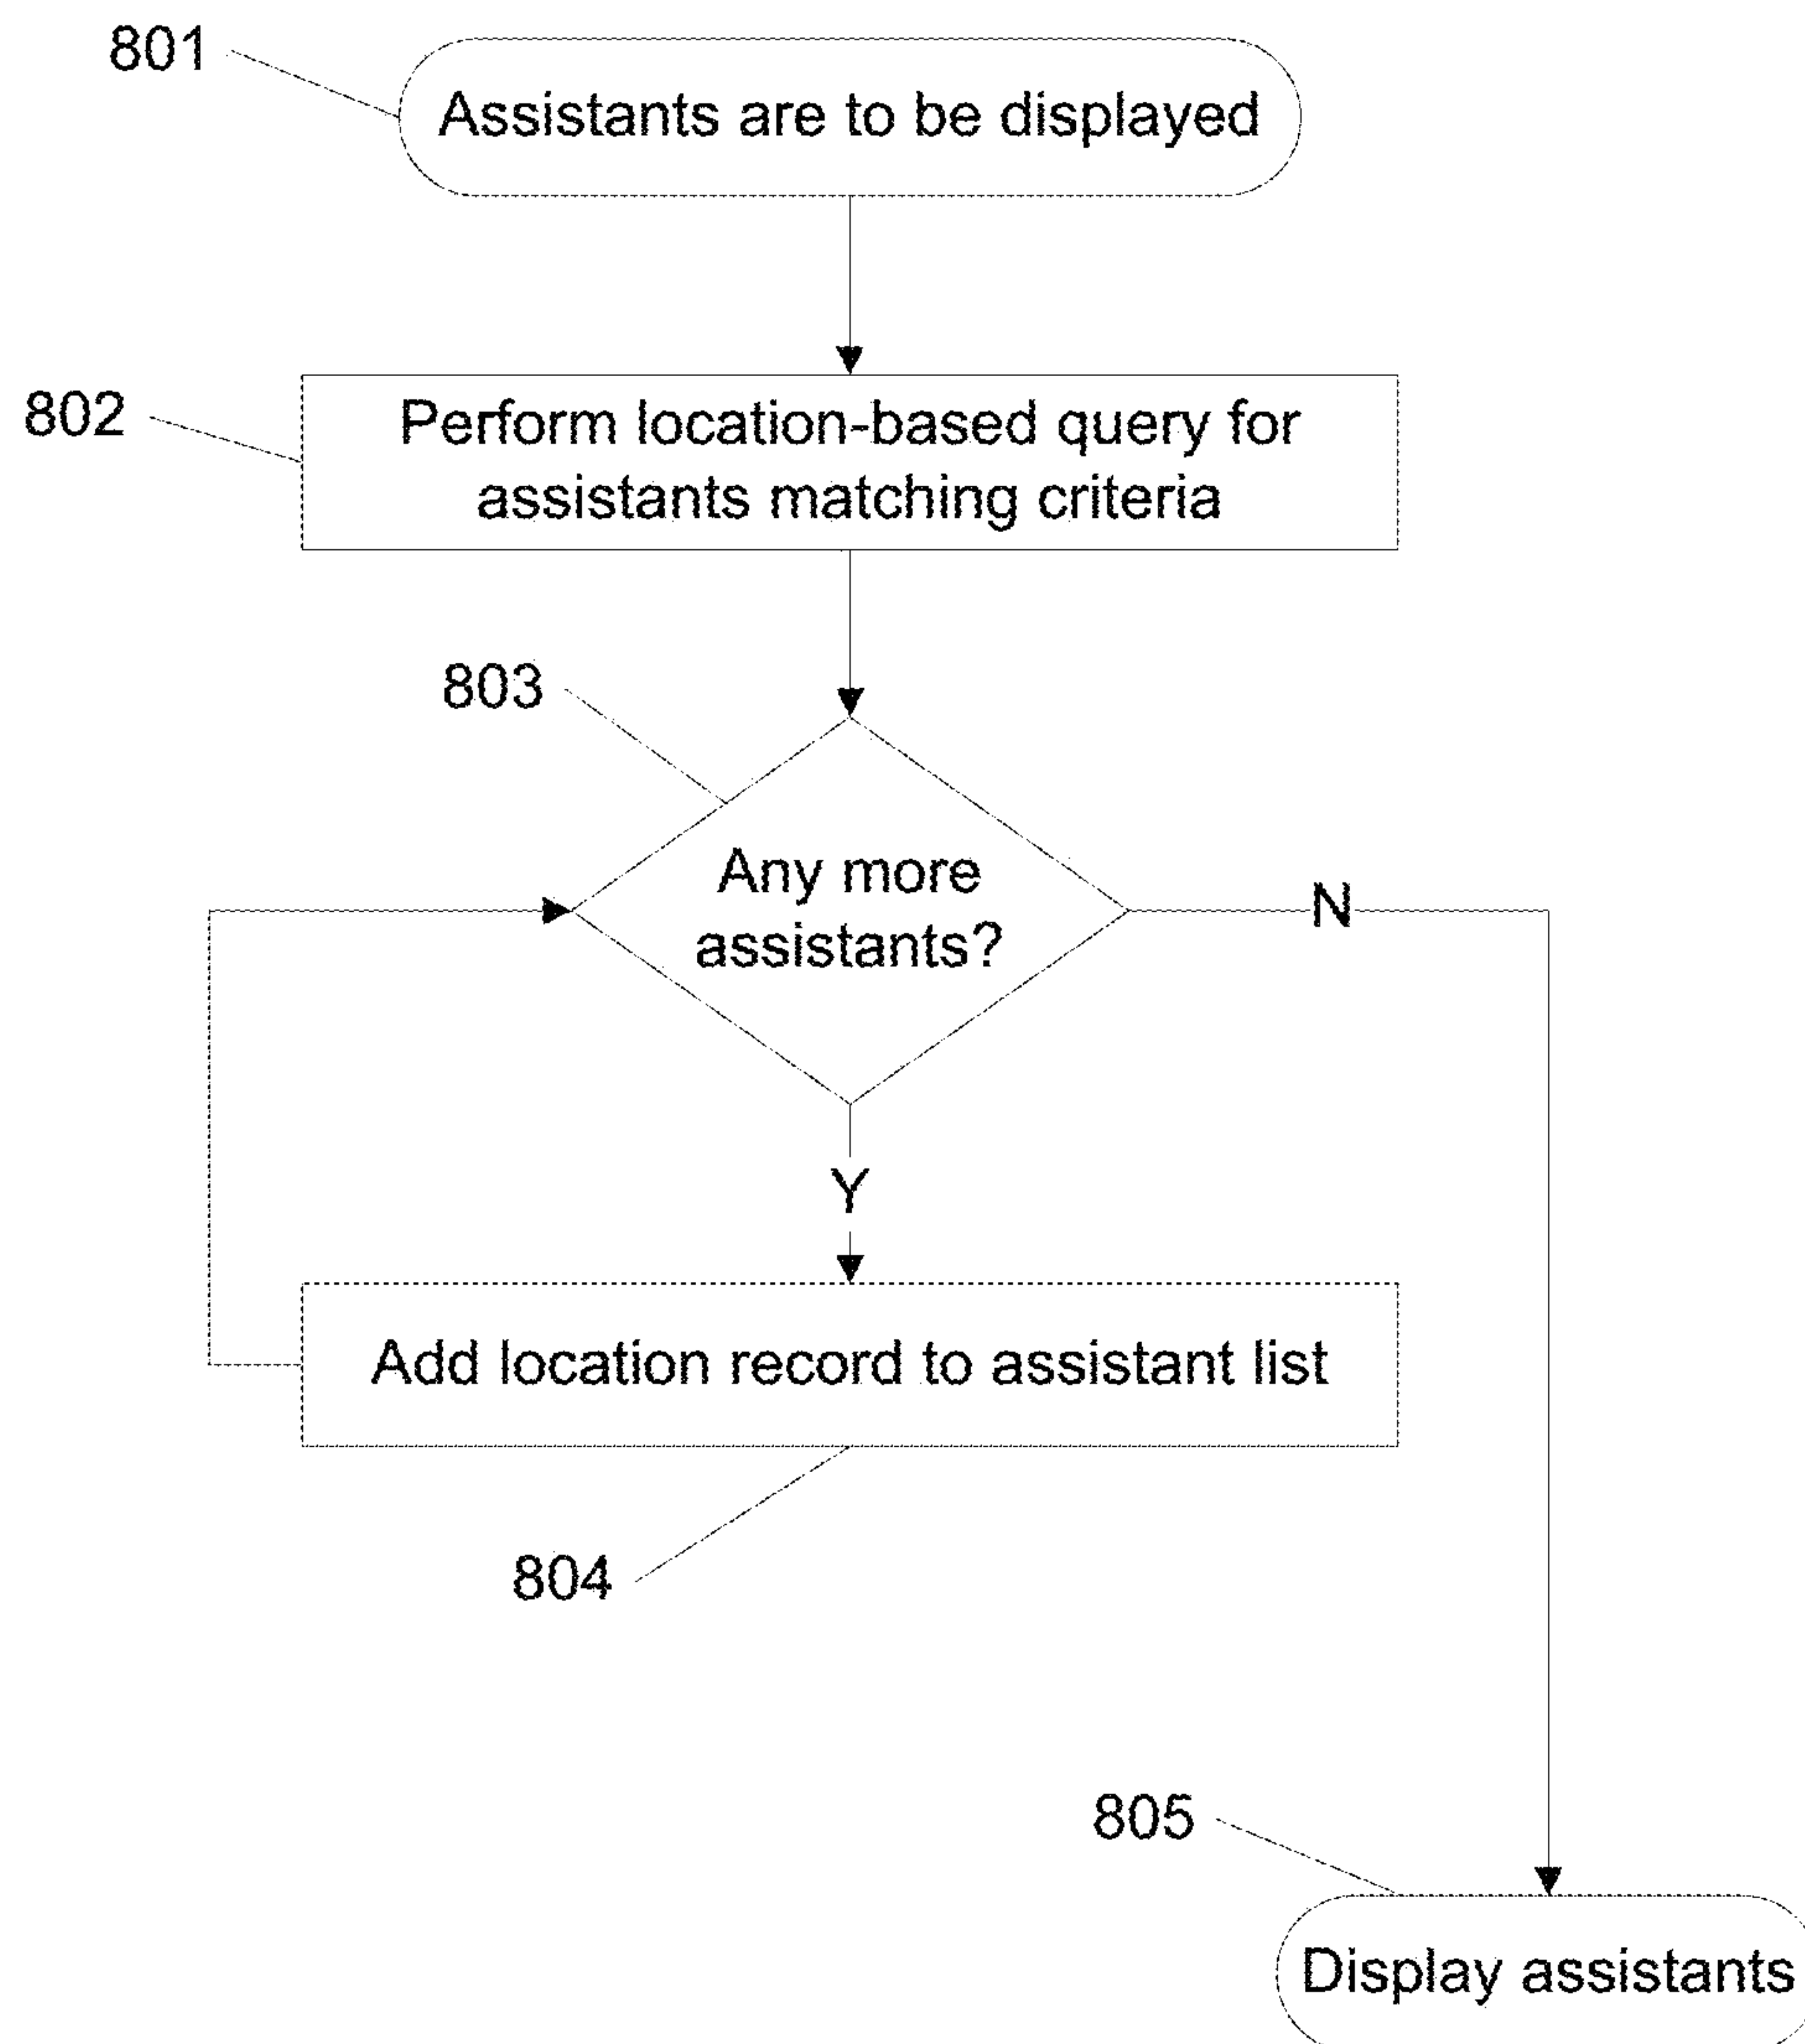 801
Assistants are to be displayed
802
Perform location-based query for
assistants matching criteria
803
Any more
assistants?
N
Y
Add location record to assistant list
804
805
Display assistants